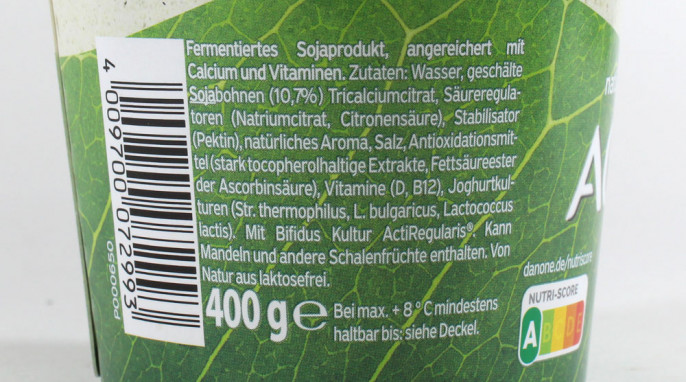 Fermentiertes Sojaprodukt, angereichert mit
Calcium und Vitaminen. Zutaten: Wasser, geschälte
Sojabohnen (10,7%) Tricalciumcitrat, Säureregula-
toren (Natriumcitrat, Citronensäure), Stabilisator
(Pektin), natürliches Aroma, Salz, Antioxidationsmit-
tel (stark tocopherolhaltige Extrakte, Fettsäureester
der Ascorbinsäure), Vitamine (D, B12), Joghurtkul-
turen (Str. thermophilus, L. bulgaricus, Lactococcus
lactis). Mit Bifidus Kultur ActiRegularis®. Kann
Mandeln und andere Schalenfrüchte enthalten. Von
Natur aus laktosefrei.
400 g e Bei max. + 8 °C mindestens
haltbar bis: siehe Deckel.
4 009700 072993
P000650
danone.de/nutriscore
NUTRI-SCORE
A B D E